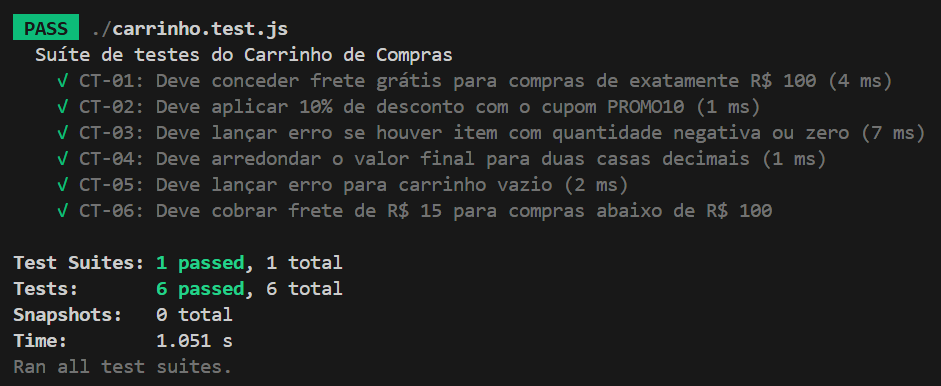 PASS ./carrinho.test.js
Suíte de testes do Carrinho de Compras
√ CT-01: Deve conceder frete grátis para compras de exatamente R$ 100 (4 ms)
√ CT-02: Deve aplicar 10% de desconto com o cupom PROMO10 (1 ms)
√ CT-03: Deve lançar erro se houver item com quantidade negativa ou zero (7 ms)
√ CT-04: Deve arredondar o valor final para duas casas decimais (1 ms)
√ CT-05: Deve lançar erro para carrinho vazio (2 ms)
√ CT-06: Deve cobrar frete de R$ 15 para compras abaixo de R$ 100
Test Suites: 1 passed, 1 total
Tests: 6 passed, 6 total
Snapshots: 0 total
Time: 1.051 s
Ran all test suites.